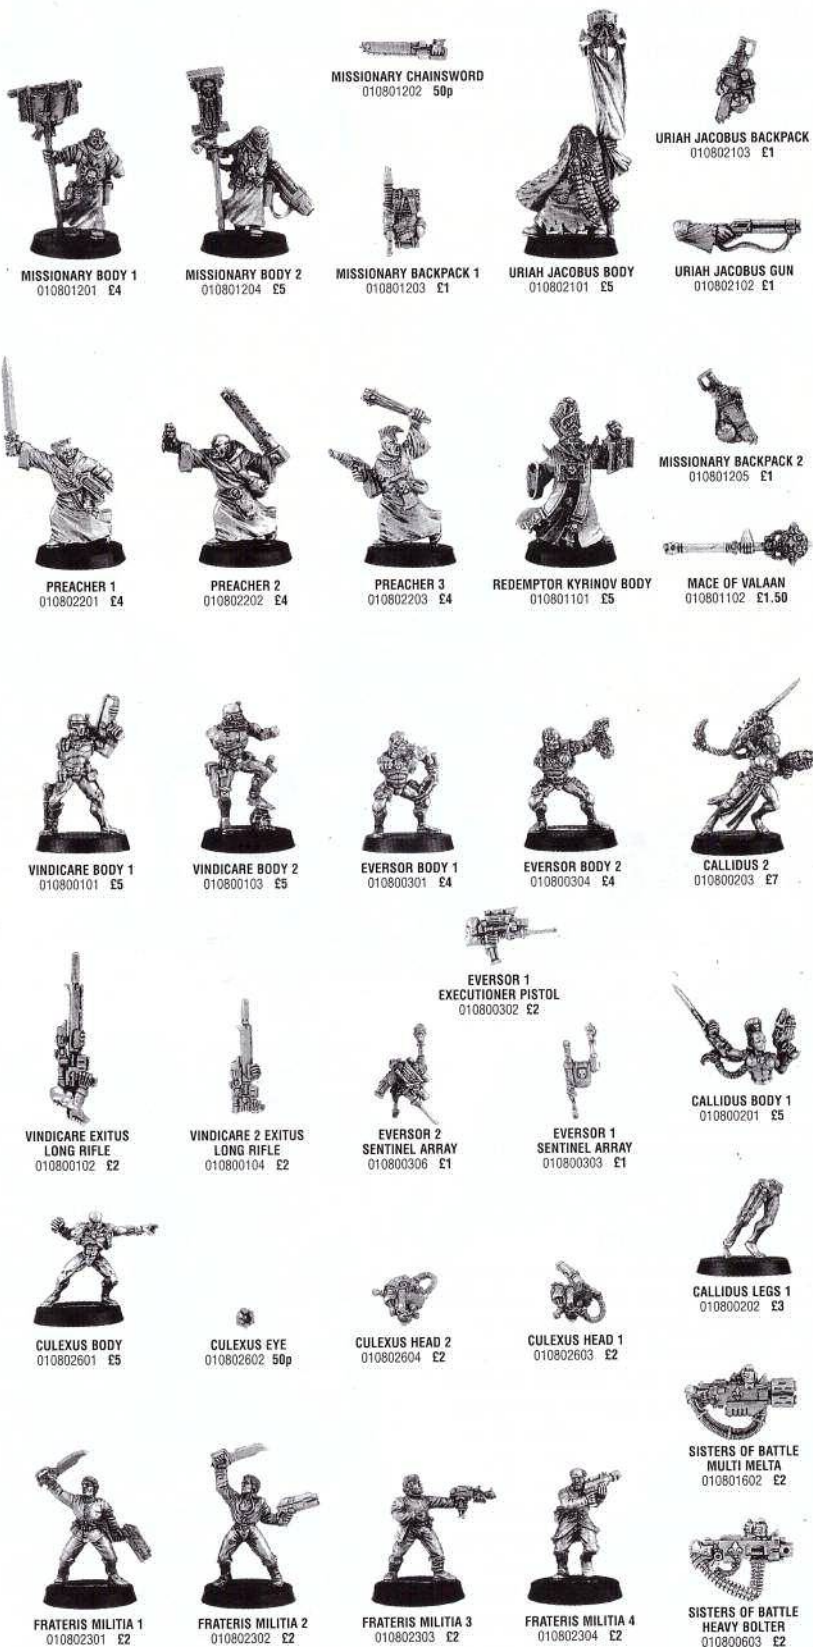 MISSIONARY CHAINSWORD
010801202 50p
URIAH JACOBUS BACKPACK
010802103 £1
MISSIONARY BODY 1
010801201 £4
MISSIONARY BODY 2
010801204 £5
MISSIONARY BACKPACK 1
010801203 £1
URIAH JACOBUS BODY
010802101 £5
URIAH JACOBUS GUN
010802102 £1
MISSIONARY BACKPACK 2
010801205 £1
PREACHER 1
010802201 £4
PREACHER 2
010802202 £4
PREACHER 3
010802203 £4
REDEMPTOR KYRINOV BODY
010801101 £5
MACE OF VALAAN
010801102 £1.50
VINDICARE BODY 1
010800101 £5
VINDICARE BODY 2
010800103 £5
EVERSOR BODY 1
010800301 £4
EVERSOR BODY 2
010800304 £4
CALLIDUS 2
010800203 £7
EVERSOR 1
EXECUTIONER PISTOL
010800302 £2
CALLIDUS BODY 1
010800201 £5
VINDICARE EXITUS
LONG RIFLE
010800102 £2
VINDICARE 2 EXITUS
LONG RIFLE
010800104 £2
EVERSOR 2
SENTINEL ARRAY
010800306 £1
EVERSOR 1
SENTINEL ARRAY
010800303 £1
CALLIDUS LEGS 1
010800202 £3
CULEXUS BODY
010802601 £5
CULEXUS EYE
010802602 50p
CULEXUS HEAD 2
010802604 £2
CULEXUS HEAD 1
010802603 £2
SISTERS OF BATTLE
MULTI MELTA
010801602 £2
FRATERIS MILITIA 1
010802301 £2
FRATERIS MILITIA 2
010802302 £2
FRATERIS MILITIA 3
010802303 £2
FRATERIS MILITIA 4
010802304 £2
SISTERS OF BATTLE
HEAVY BOLTER
010800603 £2